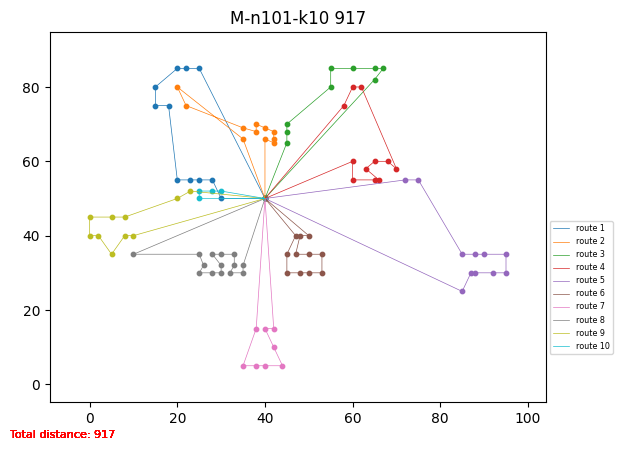 M-n101-k10 917
80
60
40
20
0
0 20 40 60 80 100
route 1
route 2
route 3
route 4
route 5
route 6
route 7
route 8
route 9
route 10
Total distance: 917